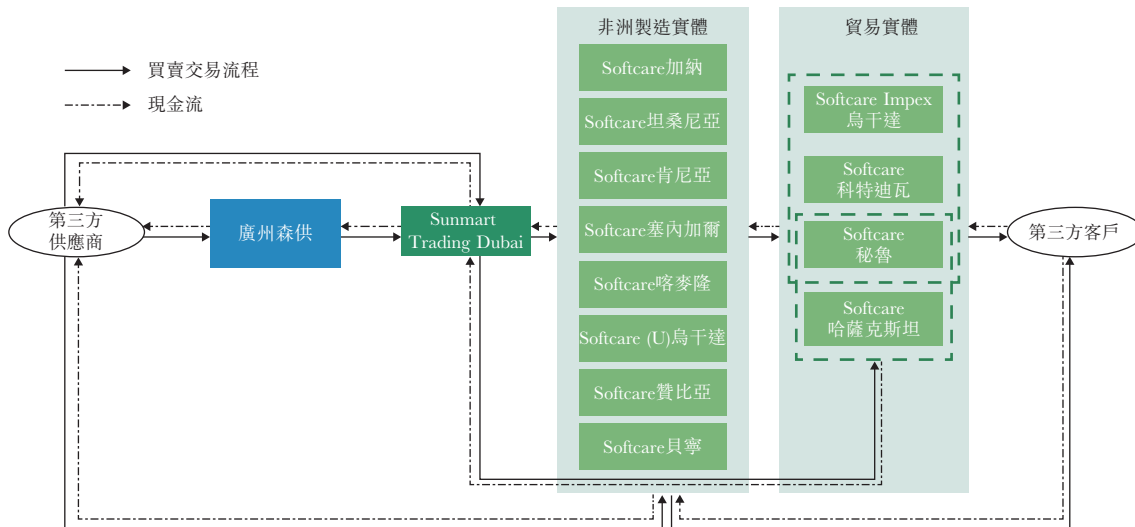 買賣交易流程
現金流
第三方
供應商
廣州森供
Sunmart
Trading Dubai
非洲製造實體
Softcare加納
Softcare坦桑尼亞
Softcare肯尼亞
Softcare塞內加爾
Softcare喀麥隆
Softcare (U)烏干達
Softcare贊比亞
Softcare貝寧
貿易實體
Softcare Impex
烏干達
Softcare
科特迪瓦
Softcare
秘魯
Softcare
哈薩克斯坦
第三方客戶